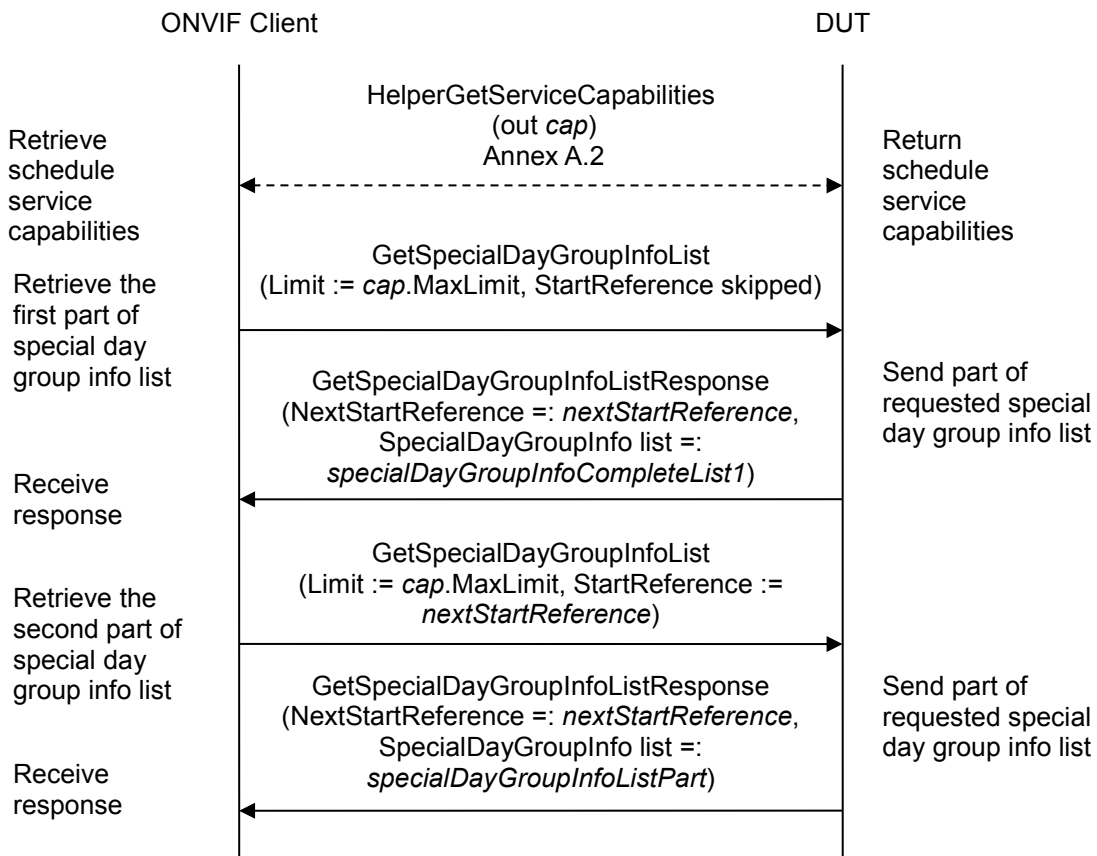 ONVIF Client
DUT
HelperGetServiceCapabilities
(out cap)
Annex A.2
Retrieve
schedule
service
capabilities
Return
schedule
service
capabilities
GetSpecialDayGroupInfoList
(Limit := cap.MaxLimit, StartReference skipped)
Retrieve the
first part of
special day
group info list
GetSpecialDayGroupInfoListResponse
(NextStartReference =: nextStartReference,
SpecialDayGroupInfo list =:
specialDayGroupInfoCompleteList1)
Send part of
requested special
day group info list
Receive
response
GetSpecialDayGroupInfoList
(Limit := cap.MaxLimit, StartReference :=
nextStartReference)
Retrieve the
second part of
special day
group info list
GetSpecialDayGroupInfoListResponse
(NextStartReference =: nextStartReference,
SpecialDayGroupInfo list =:
specialDayGroupInfoListPart)
Send part of
requested special
day group info list
Receive
response